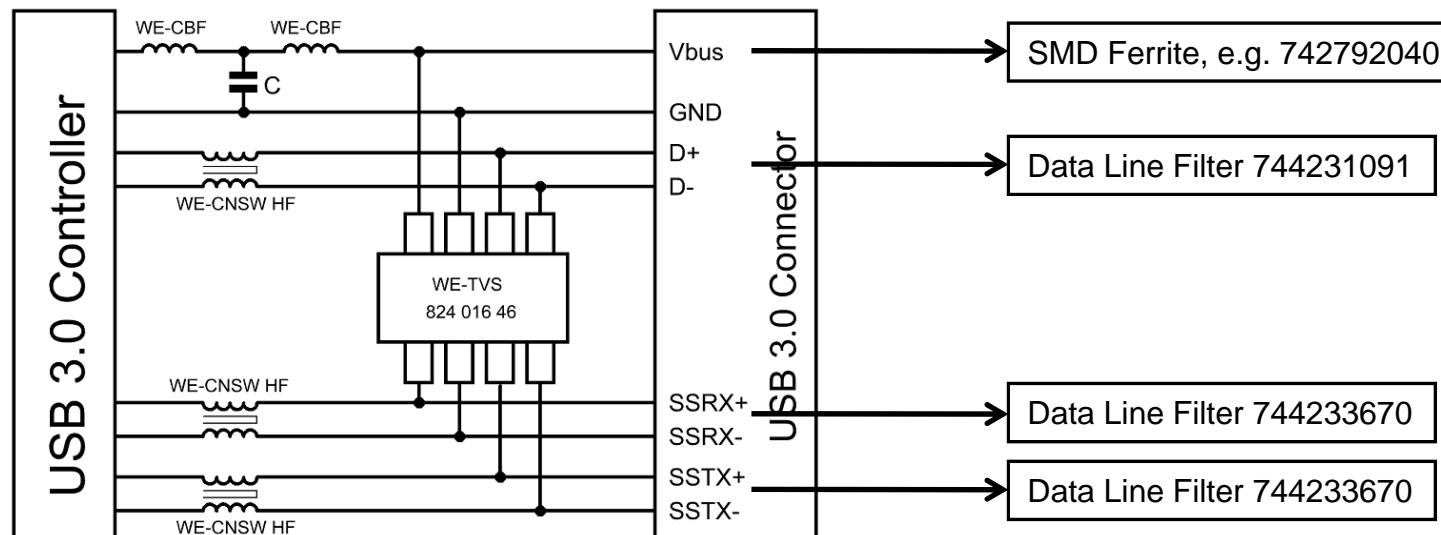 WE-CBF
WE-CBF
Vbus
SMD Ferrite, e.g. 742792040
C
GND
D+
Data Line Filter 744231091
D-
WE-CNSW HF
USB 3.0 Controller
USB 3.0 Connector
WE-TVS
824 016 46
WE-CNSW HF
SSRX+
Data Line Filter 744233670
SSRX-
SSTX+
Data Line Filter 744233670
SSTX-
WE-CNSW HF